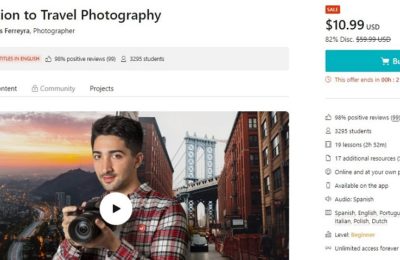 tion to Travel Photography
s Ferreyra, Photographer
TITLES IN ENGLISH 98% positive reviews (99) 3295 students
ntent Community Projects
SALE
$10.99 USD
82% Disc. $59.99 USD
Bu
This offer ends in 00h : 2
98% positive reviews (99)
3295 students
19 lessons (2h 52m)
17 additional resources (
Online and at your own p
Available on the app
Audio: Spanish
Spanish, English, Portugu
Italian, Polish, Dutch
Level: Beginner
Unlimited access forever